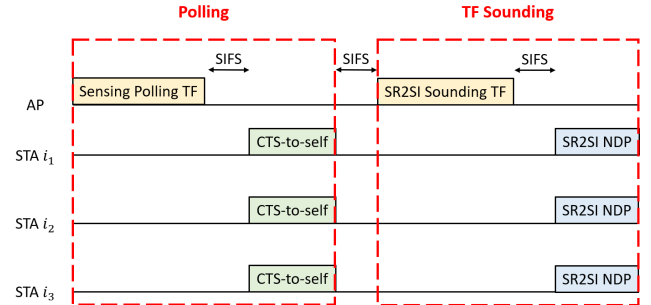 Polling
TF Sounding
SIFS
SIFS
SIFS
Sensing Polling TF
SR2SI Sounding TF
AP
CTS-to-self
SR2SI NDP
STA i₁
CTS-to-self
SR2SI NDP
STA i₂
CTS-to-self
SR2SI NDP
STA i₃